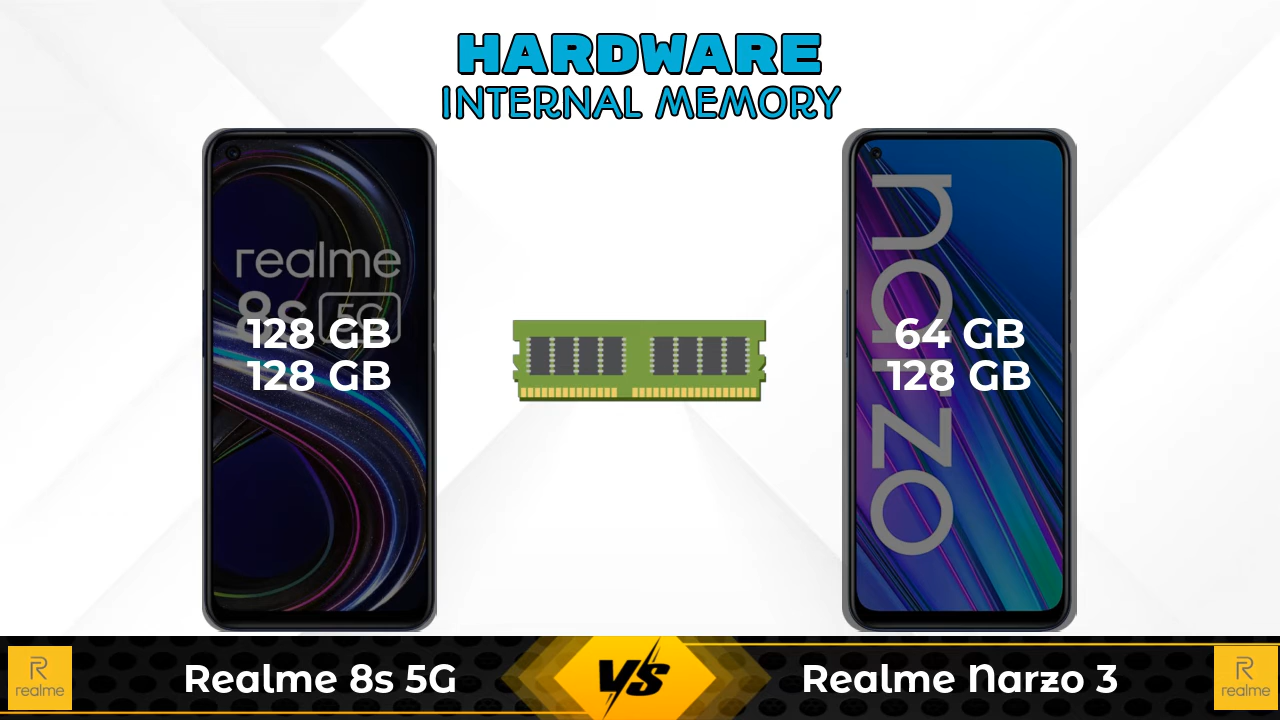 HARDWARE
INTERNAL MEMORY
realme
8s 5G
128 GB
128 GB
narzo
64 GB
128 GB
R
realme
Realme 8s 5G
VS
Realme Narzo 3
R
realme